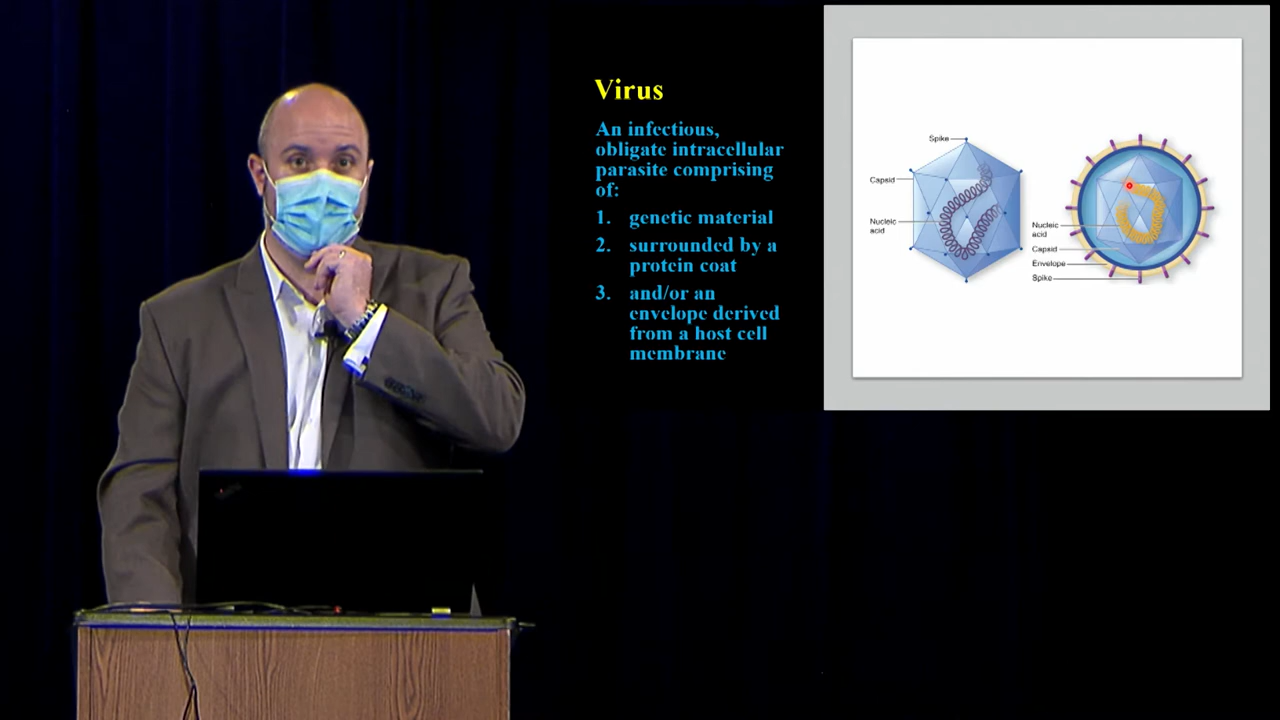 Virus
An infectious,
obligate intracellular
parasite comprising
of:
1. genetic material
2. surrounded by a
protein coat
3. and/or an
envelope derived
from a host cell
membrane
Spike
Capsid
Nucleic
acid
Nucleic
acid
Capsid
Envelope
Spike